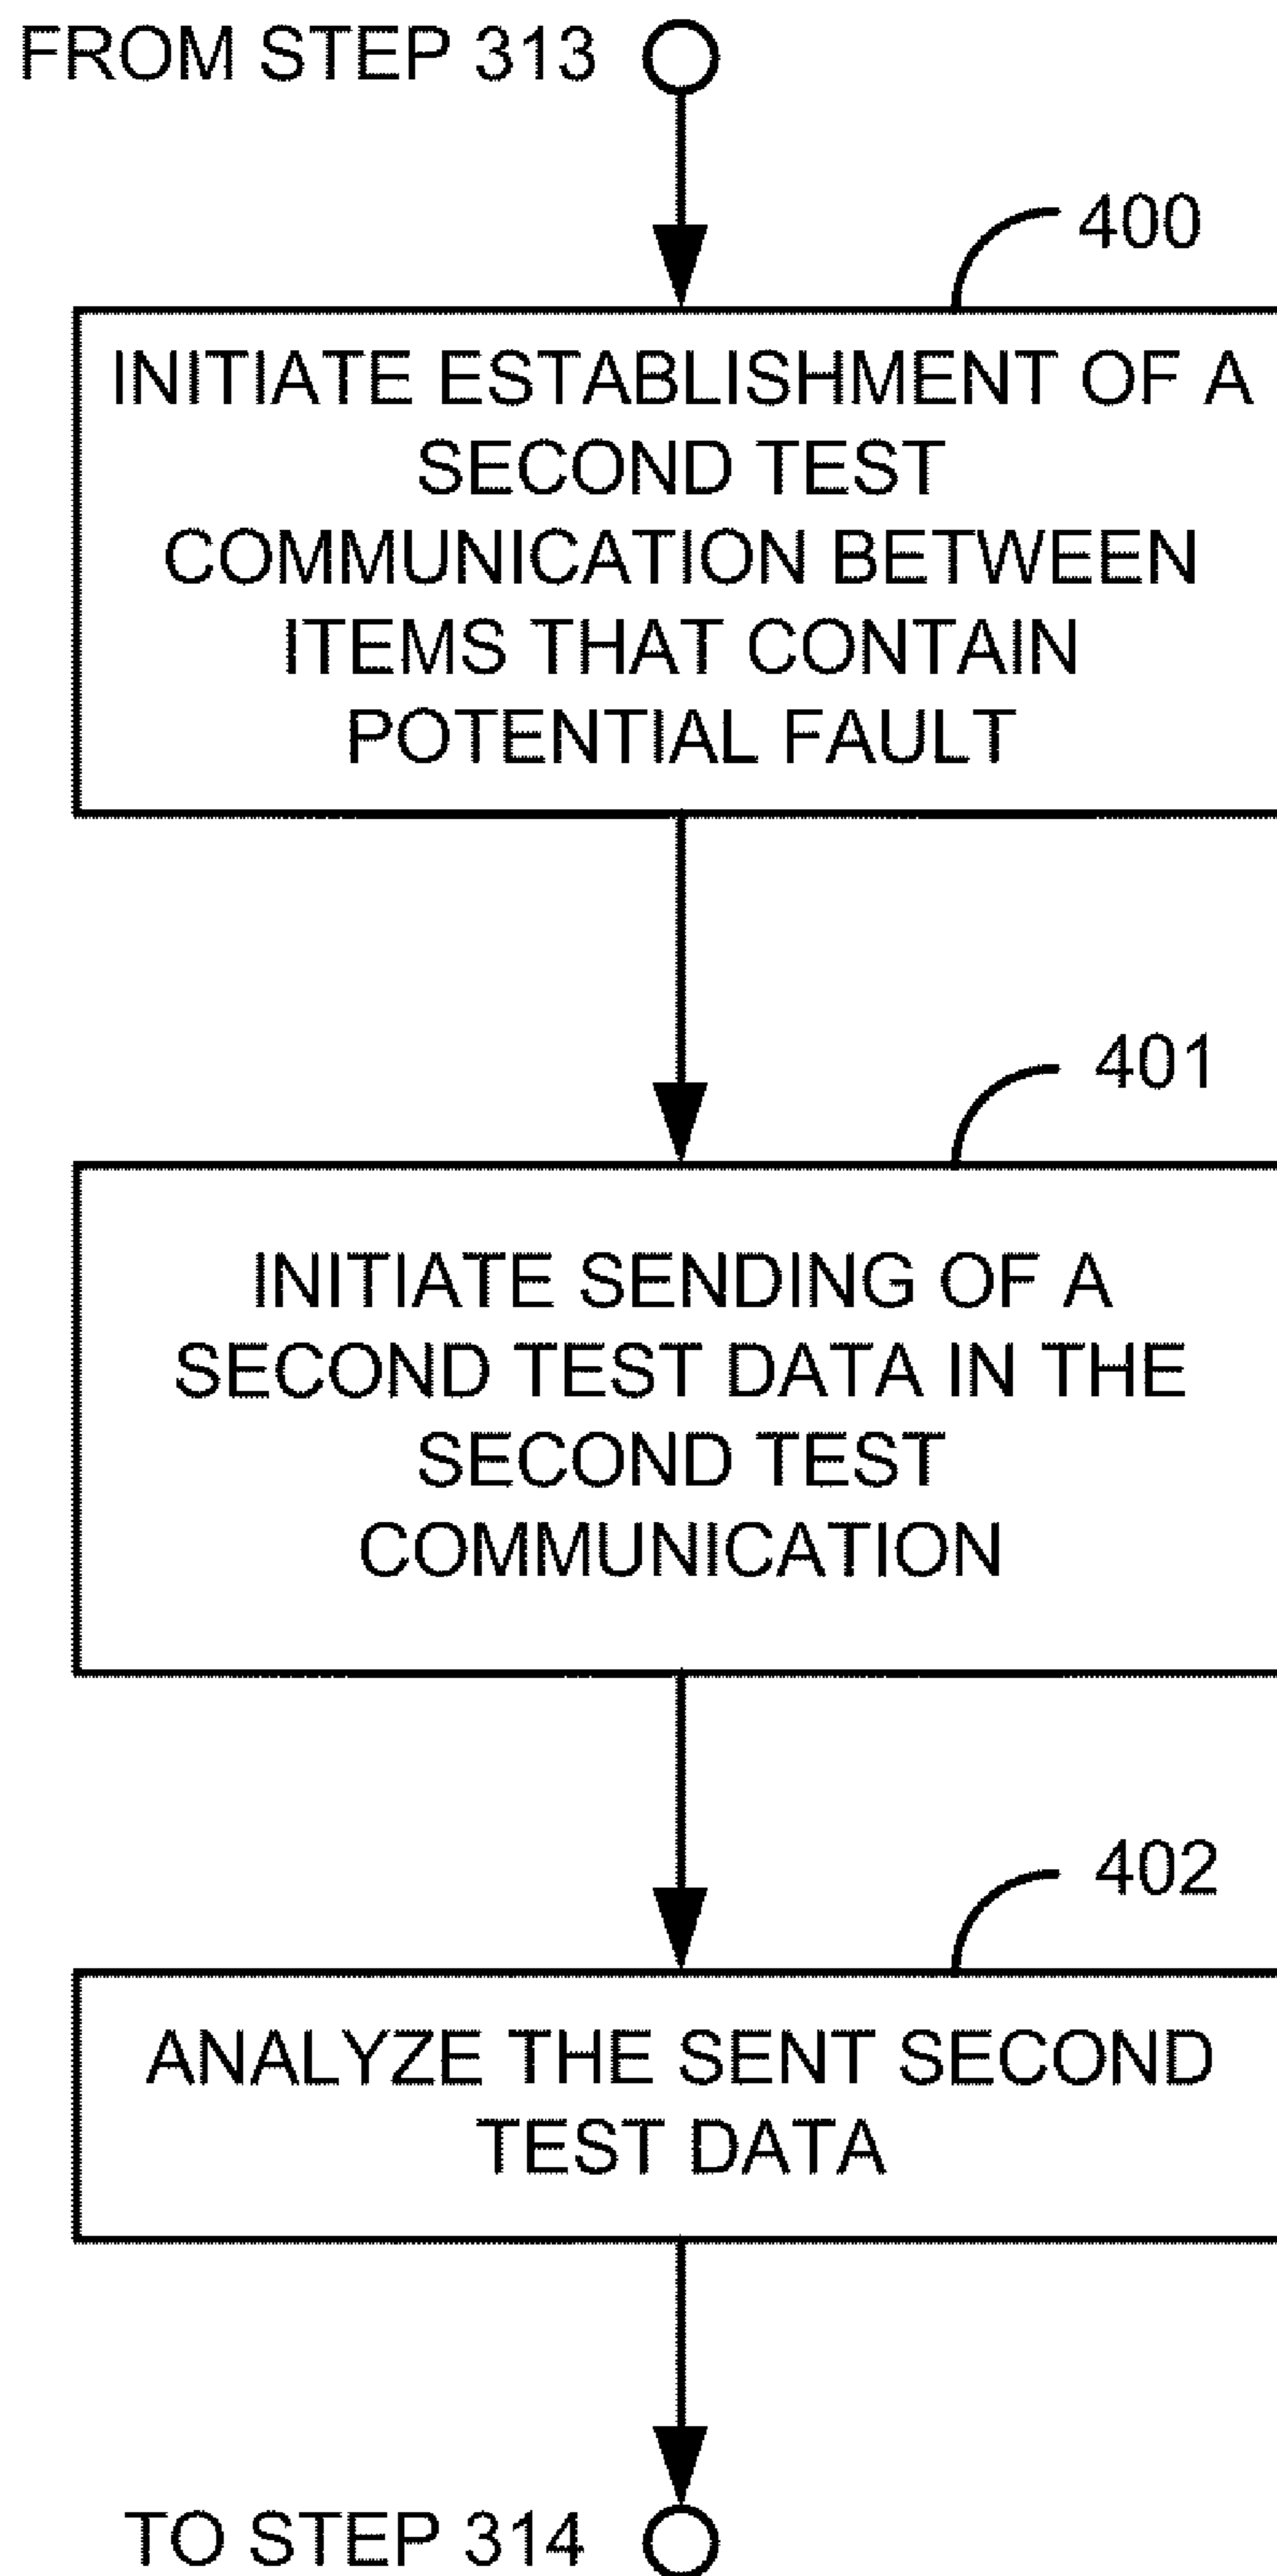 FROM STEP 313
400
INITIATE ESTABLISHMENT OF A
SECOND TEST
COMMUNICATION BETWEEN
ITEMS THAT CONTAIN
POTENTIAL FAULT
401
INITIATE SENDING OF A
SECOND TEST DATA IN THE
SECOND TEST
COMMUNICATION
402
ANALYZE THE SENT SECOND
TEST DATA
TO STEP 314